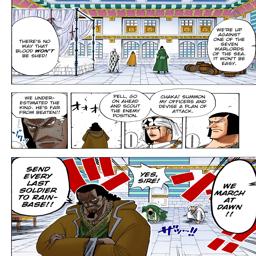 WE'RE UP
AGAINST
ONE OF THE
SEVEN
WARLORDS
OF THE SEA.
IT WON'T BE
EASY.
THERE'S NO
WAY THAT
BLOOD WON'T
BE SHED!
CHAKA! SUMMON
MY OFFICERS AND
DEVISE A PLAN OF
ATTACK.
PELL, GO
ON AHEAD
AND SCOUT
THE ENEMY
POSITION.
WE UNDER-
ESTIMATED THE
KING. HE'S FAR
FROM BEATEN!!
WE
MARCH
AT
DAWN!!
YES,
SIRE!
SEND
EVERY
LAST
SOLDIER
TO RAIN-
BASE!!
ザッ…!!